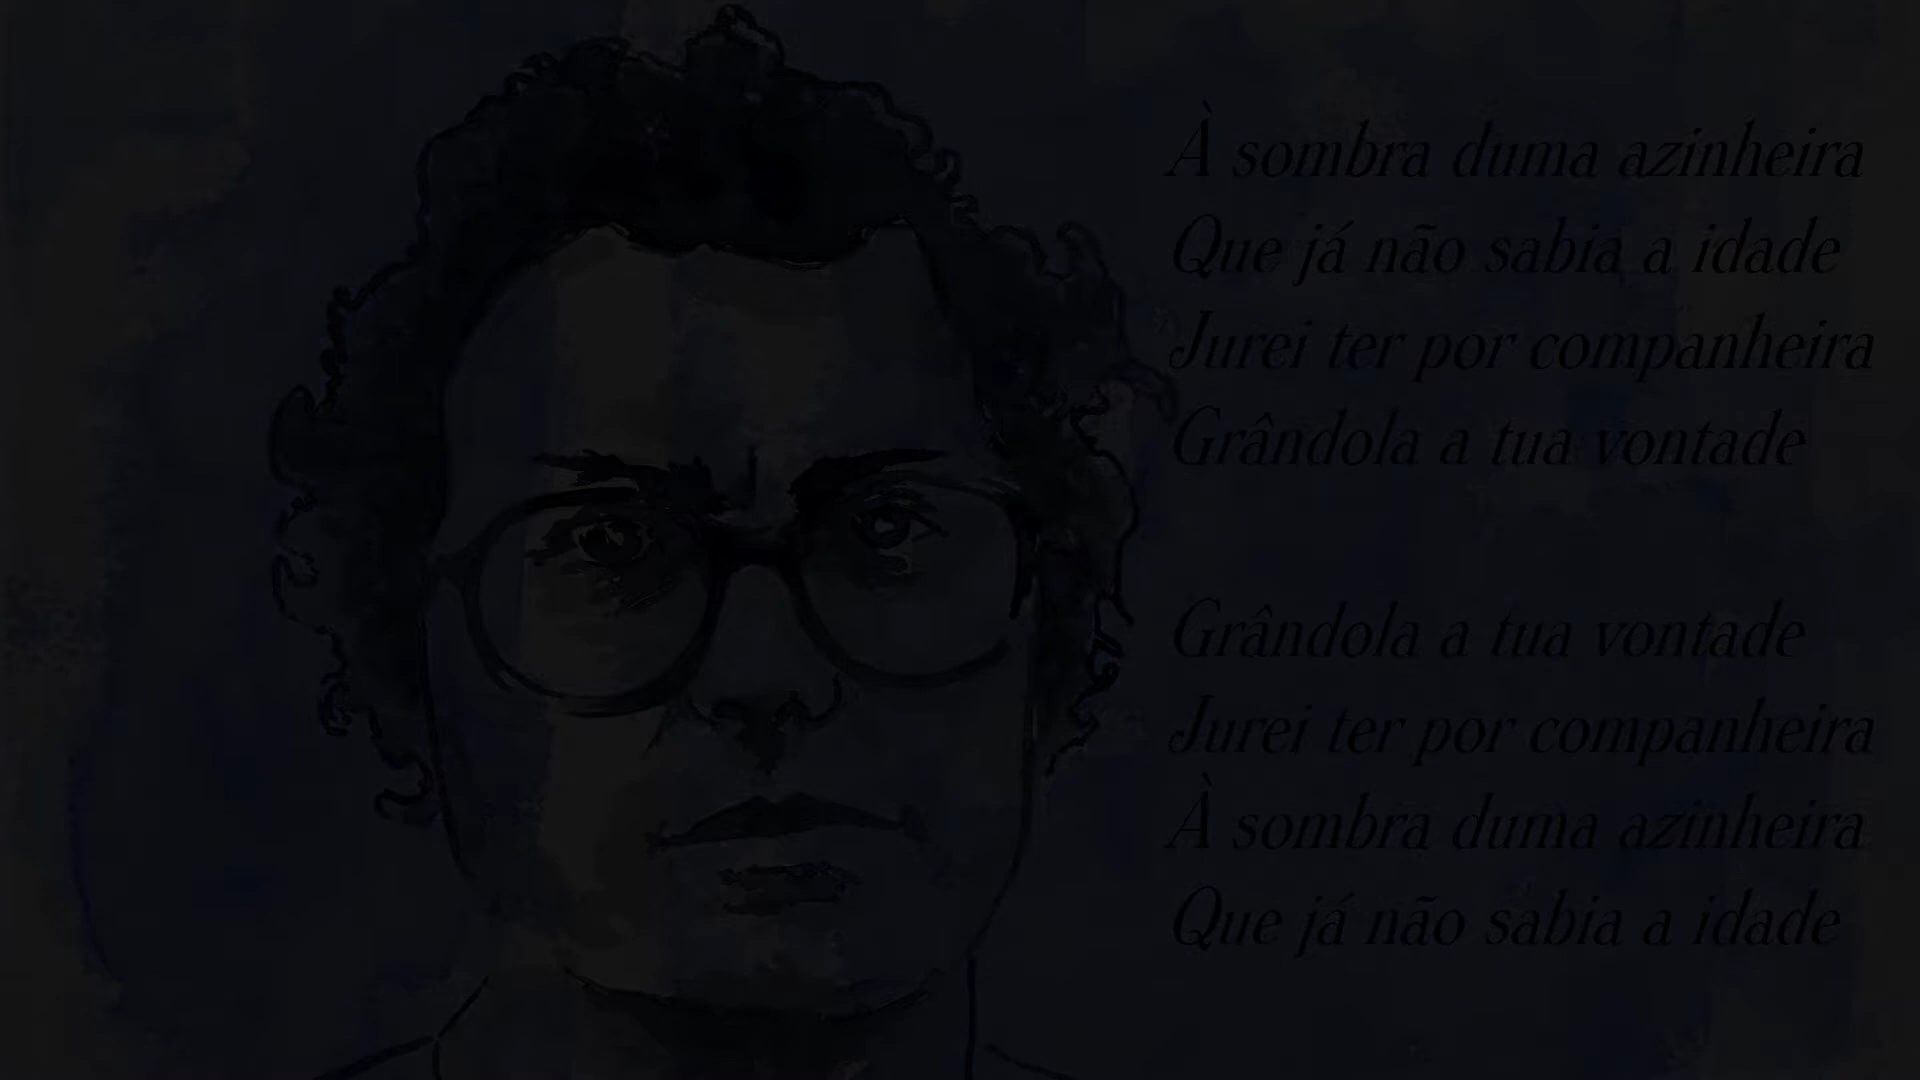 À sombra duma azinheira
Que já não sabia a idade
Jurei ter por companheira
Grândola a tua vontade
Grândola a tua vontade
Jurei ter por companheira
À sombra duma azinheira
Que já não sabia a idade